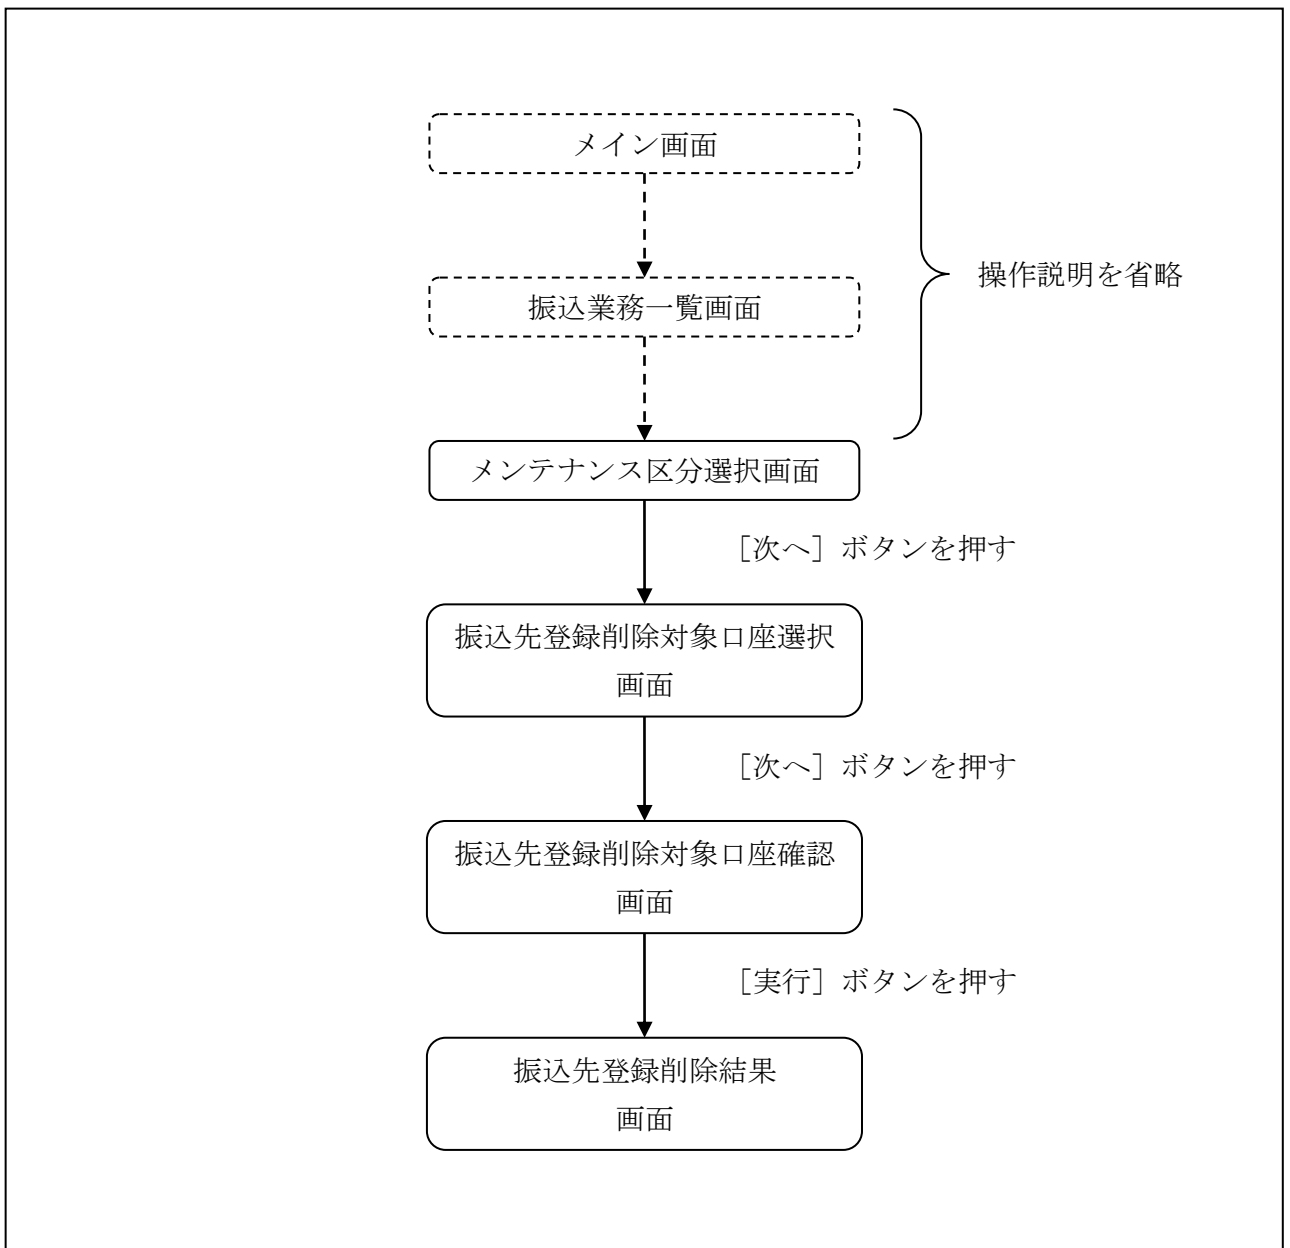 メイン画面
操作説明を省略
振込業務一覧画面
メンテナンス区分選択画面
［次へ］ボタンを押す
振込先登録削除対象口座選択
画面
［次へ］ボタンを押す
振込先登録削除対象口座確認
画面
［実行］ボタンを押す
振込先登録削除結果
画面